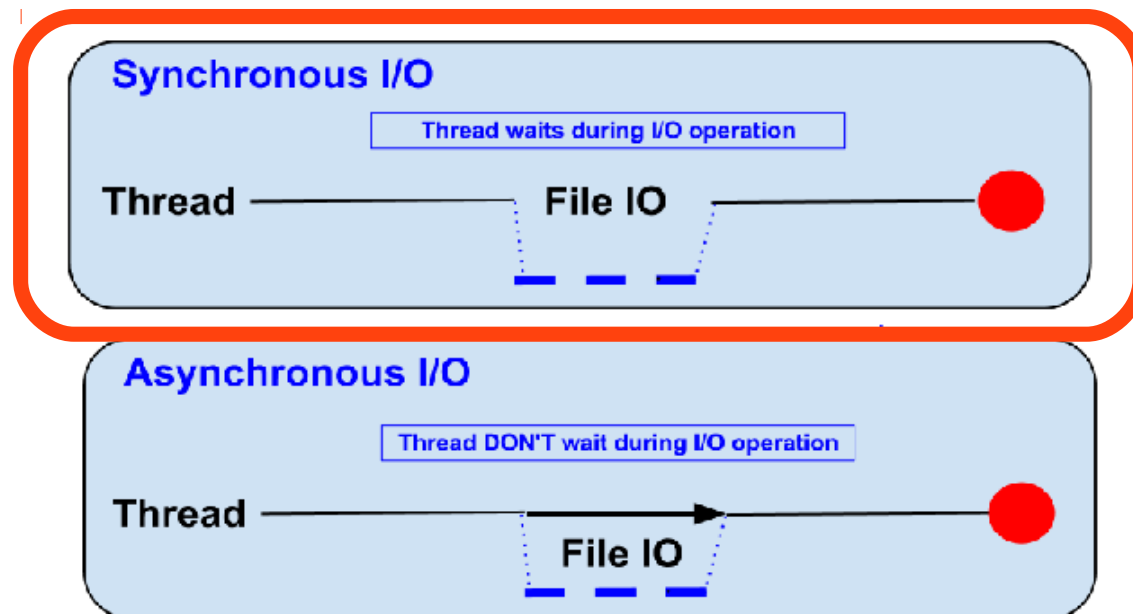 Synchronous I/O
Thread waits during I/O operation
Thread File IO
Asynchronous I/O
Thread DON'T wait during I/O operation
Thread
File IO